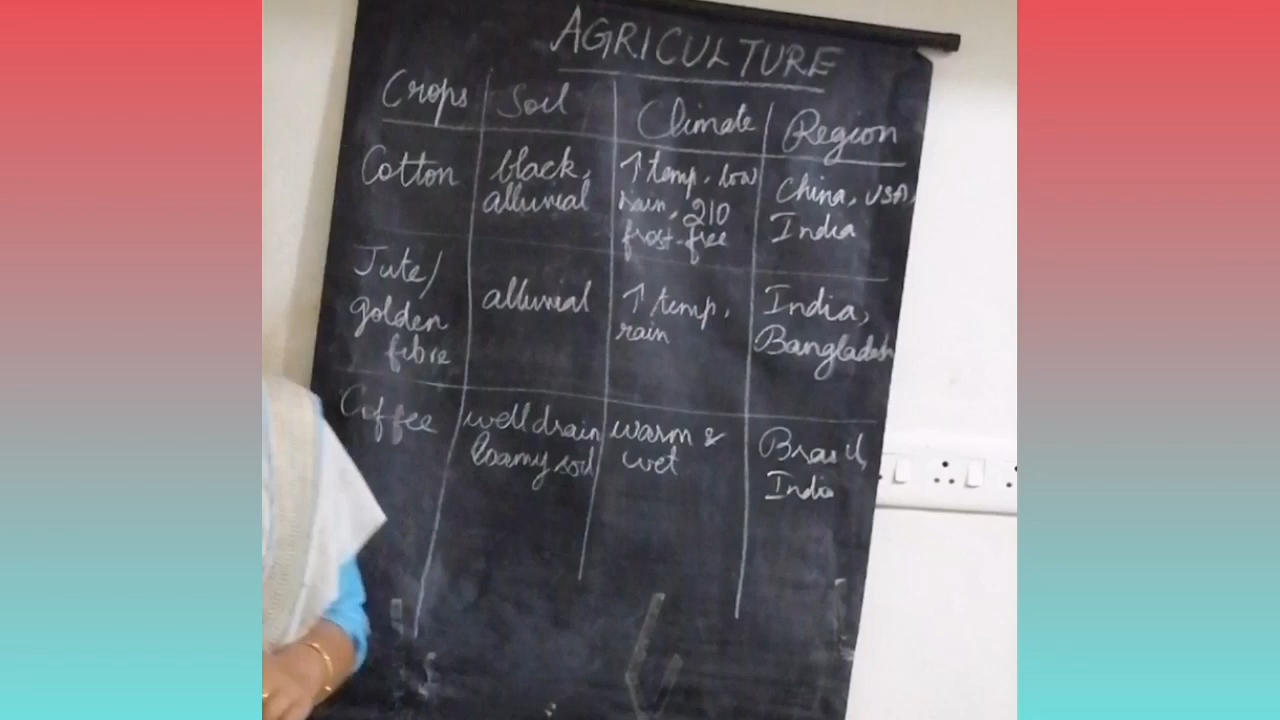 AGRICULTURE
Crops Soil Climate Region
Cotton black, ↑ temp. low China, USA,
alluvial rain, 210 India
frost-free
Jute/ alluvial ↑ temp, India,
golden rain Bangladesh
fibre
Coffee well drain warm & Brasil,
loamy soil wet India